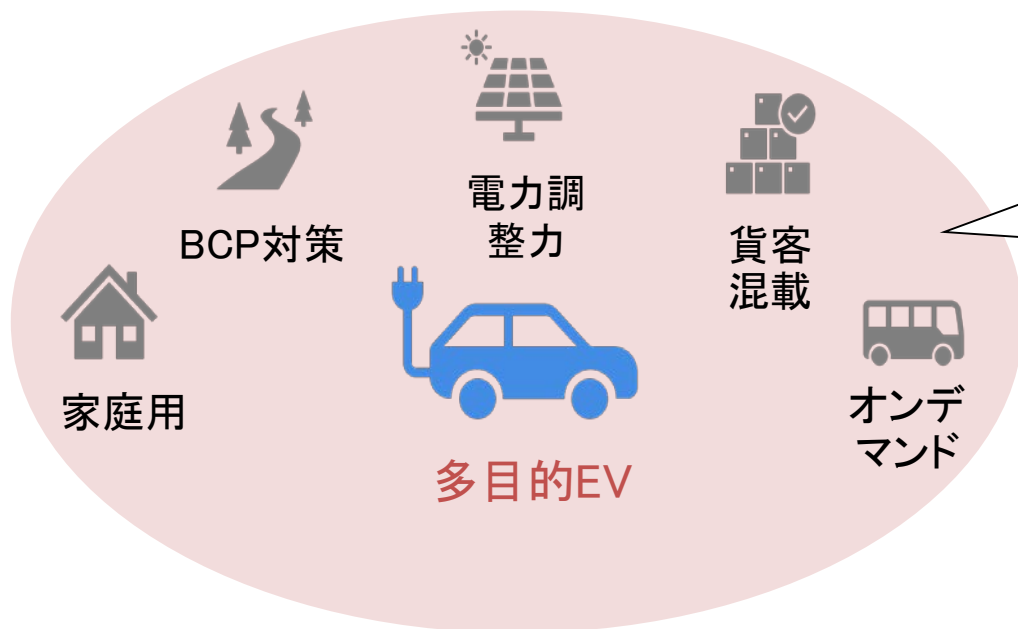 電力調
整力
BCP対策
貨客
混載
家庭用
オンデ
マンド
多目的EV